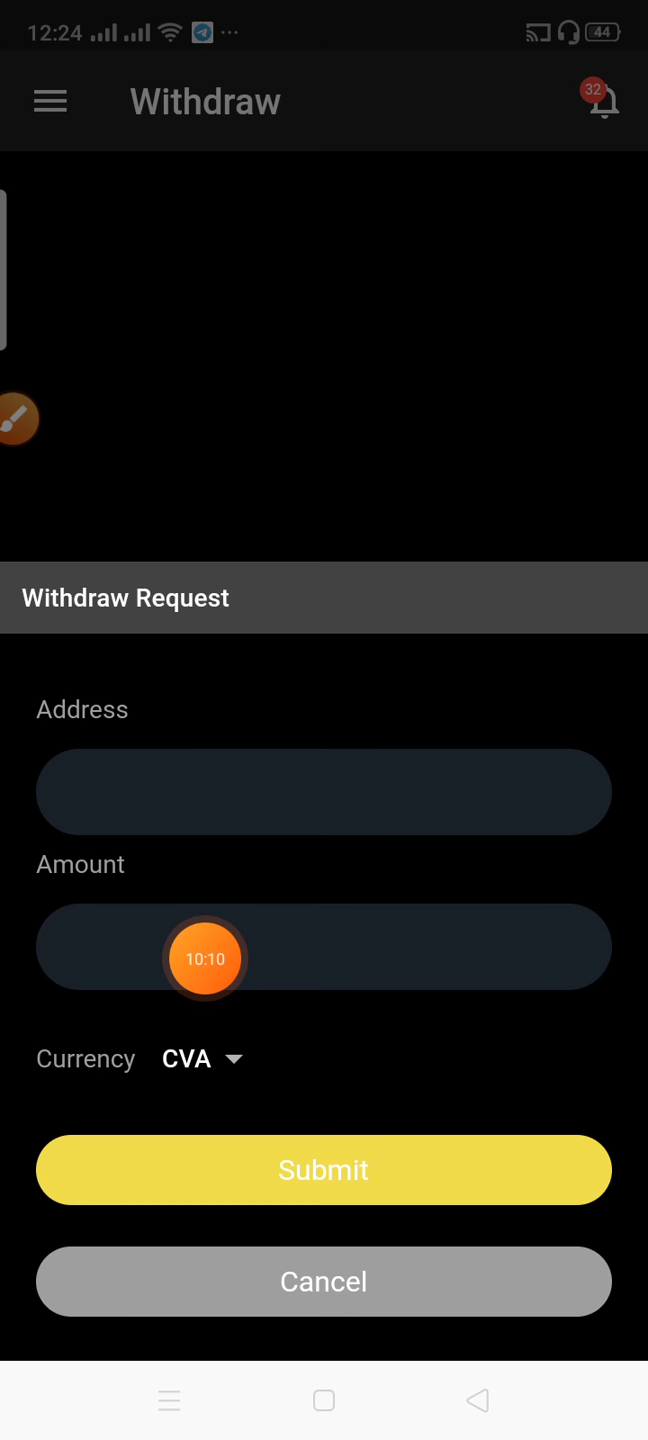 12:24 ... 44
Withdraw 32
Withdraw Request
Address
Amount
10:10
Currency CVA
Submit
Cancel